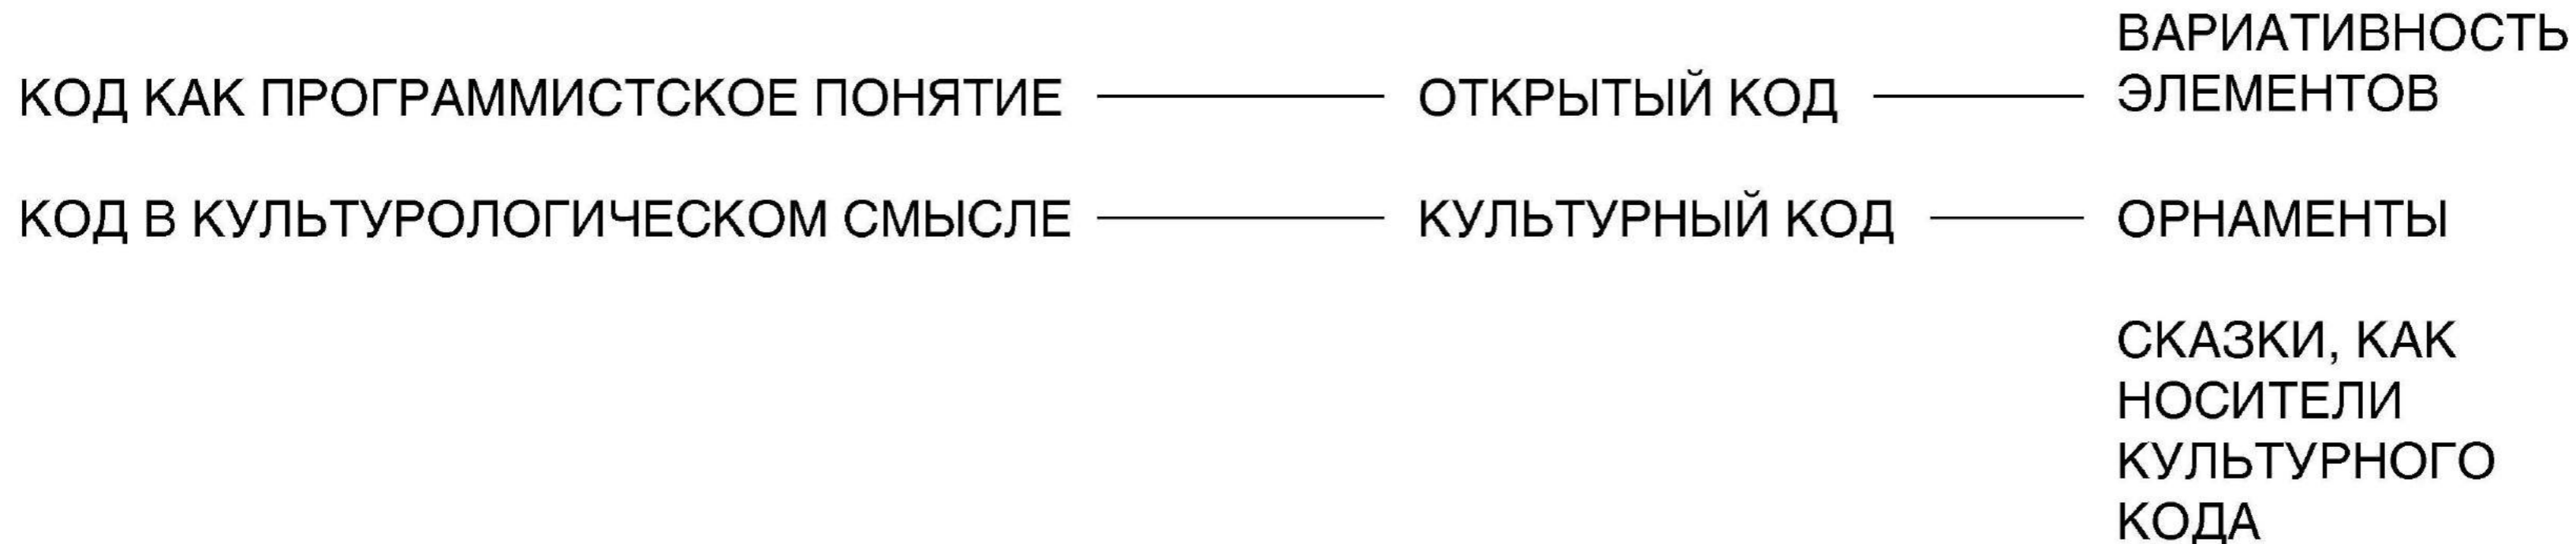 КОД КАК ПРОГРАММИСТСКОЕ ПОНЯТИЕ
ОТКРЫТЫЙ КОД
ВАРИАТИВНОСТЬ
ЭЛЕМЕНТОВ
КОД В КУЛЬТУРОЛОГИЧЕСКОМ СМЫСЛЕ
КУЛЬТУРНЫЙ КОД
ОРНАМЕНТЫ
СКАЗКИ, КАК
НОСИТЕЛИ
КУЛЬТУРНОГО
КОДА